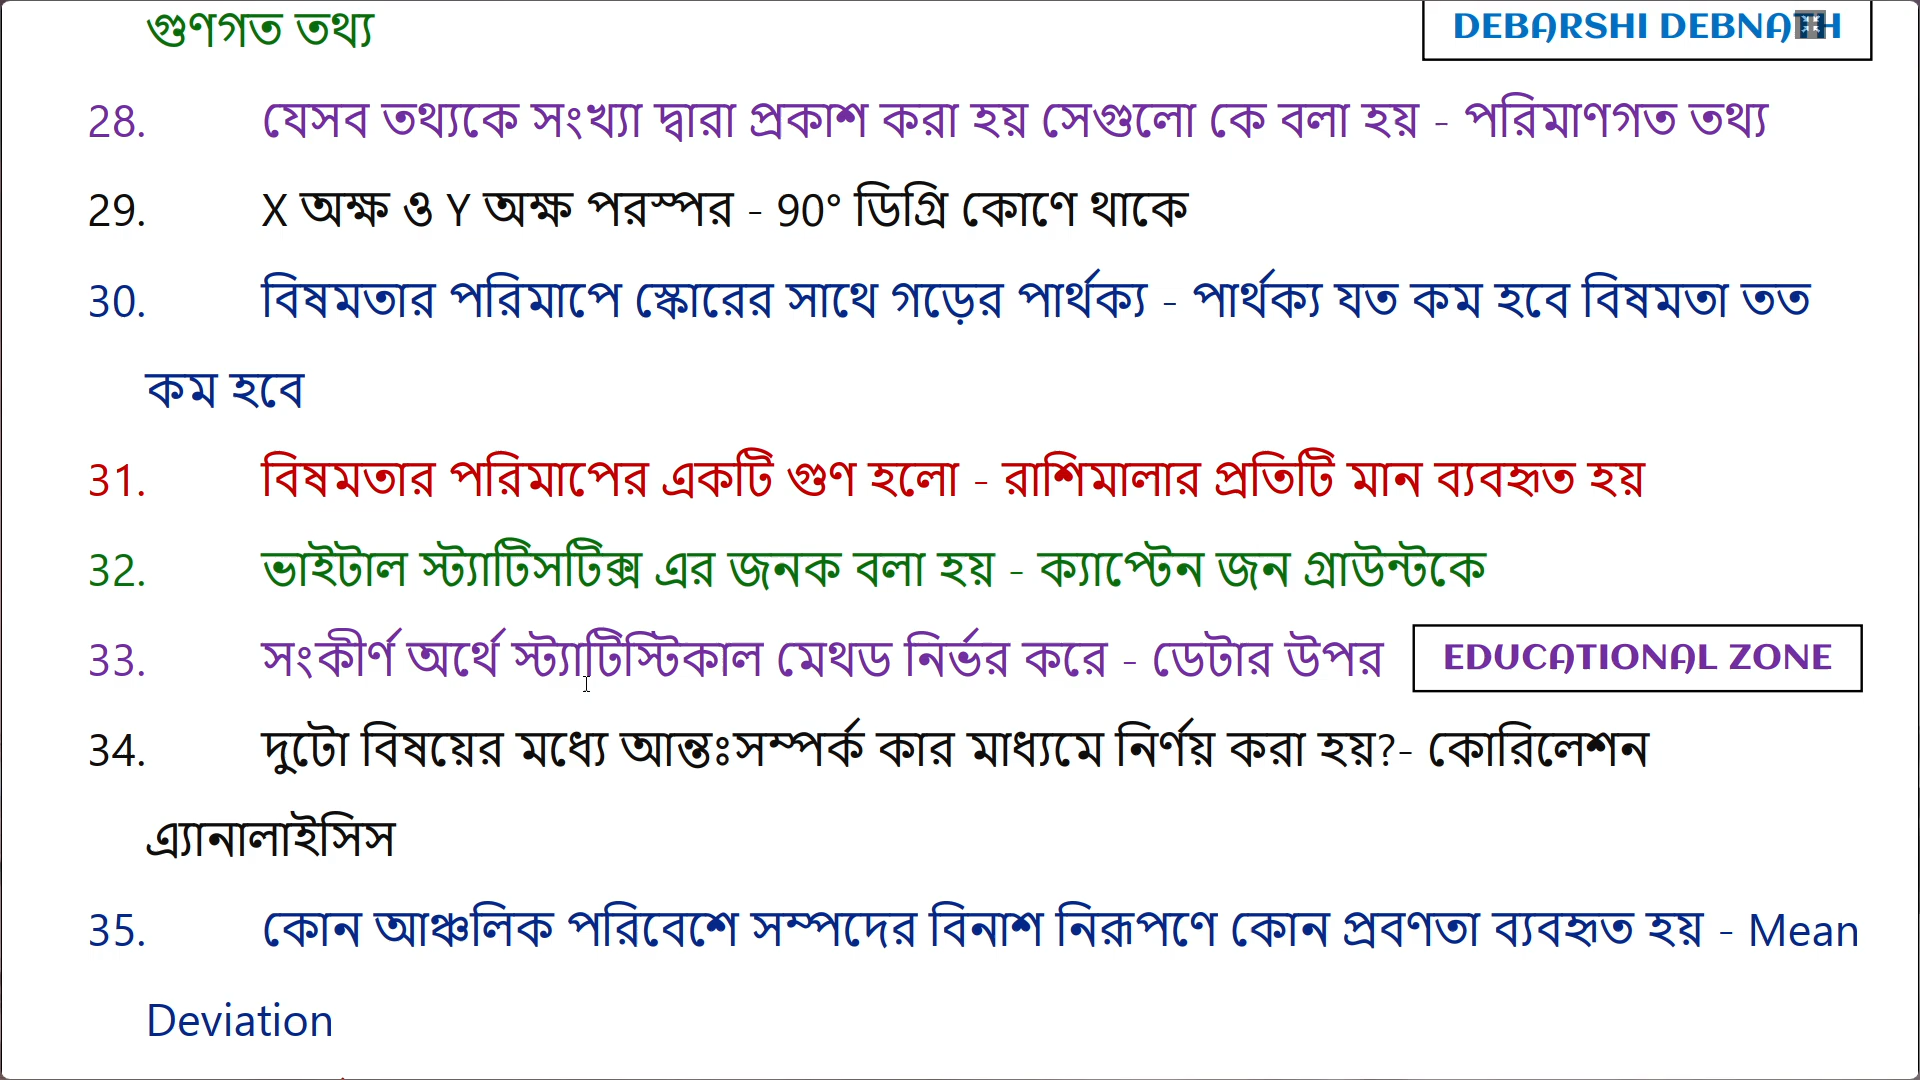 গুণগত তথ্য
DEBARSHI DEBNATH
28. যেসব তথ্যকে সংখ্যা দ্বারা প্রকাশ করা হয় সেগুলো কে বলা হয় - পরিমাণগত তথ্য
29. X অক্ষ ও Y অক্ষ পরস্পর - 90° ডিগ্রি কোণে থাকে
30. বিষমতার পরিমাপে স্কোরের সাথে গড়ের পার্থক্য - পার্থক্য যত কম হবে বিষমতা তত
কম হবে
31. বিষমতার পরিমাপের একটি গুণ হলো - রাশিমালার প্রতিটি মান ব্যবহৃত হয়
32. ভাইটাল স্ট্যাটিসটিক্স এর জনক বলা হয় - ক্যাপ্টেন জন গ্রাউন্টকে
33. সংকীর্ণ অর্থে স্ট্যাটিস্টিকাল মেথড নির্ভর করে - ডেটার উপর
EDUCATIONAL ZONE
34. দুটো বিষয়ের মধ্যে আন্তঃসম্পর্ক কার মাধ্যমে নির্ণয় করা হয়?- কোরিলেশন
এ্যানালাইসিস
35. কোন আঞ্চলিক পরিবেশে সম্পদের বিনাশ নিরূপণে কোন প্রবণতা ব্যবহৃত হয় - Mean
Deviation